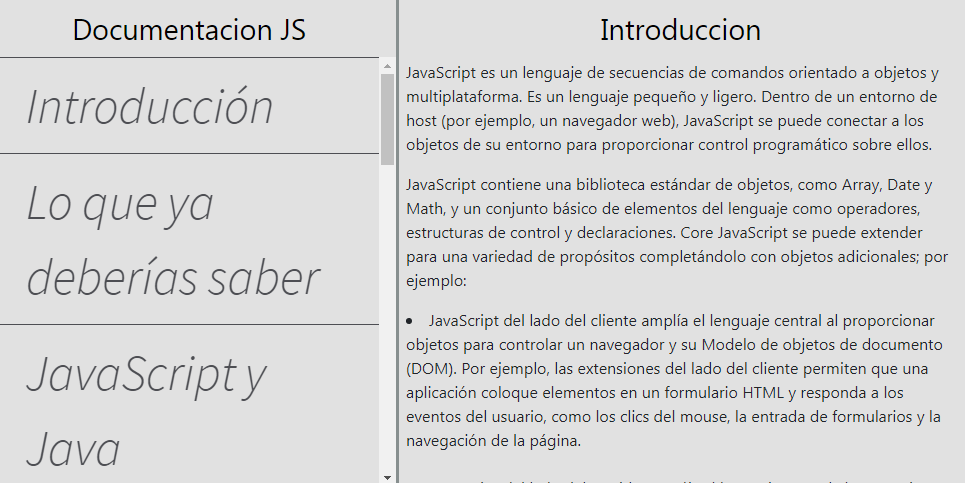 Documentacion JS
Introducción
Lo que ya
deberías saber
JavaScript y
Java
Introduccion
JavaScript es un lenguaje de secuencias de comandos orientado a objetos y
multiplataforma. Es un lenguaje pequeño y ligero. Dentro de un entorno de
host (por ejemplo, un navegador web), JavaScript se puede conectar a los
objetos de su entorno para proporcionar control programático sobre ellos.
JavaScript contiene una biblioteca estándar de objetos, como Array, Date y
Math, y un conjunto básico de elementos del lenguaje como operadores,
estructuras de control y declaraciones. Core JavaScript se puede extender
para una variedad de propósitos completándolo con objetos adicionales; por
ejemplo:
• JavaScript del lado del cliente amplía el lenguaje central al proporcionar
objetos para controlar un navegador y su Modelo de objetos de documento
(DOM). Por ejemplo, las extensiones del lado del cliente permiten que una
aplicación coloque elementos en un formulario HTML y responda a los
eventos del usuario, como los clics del mouse, la entrada de formularios y la
navegación de la página.